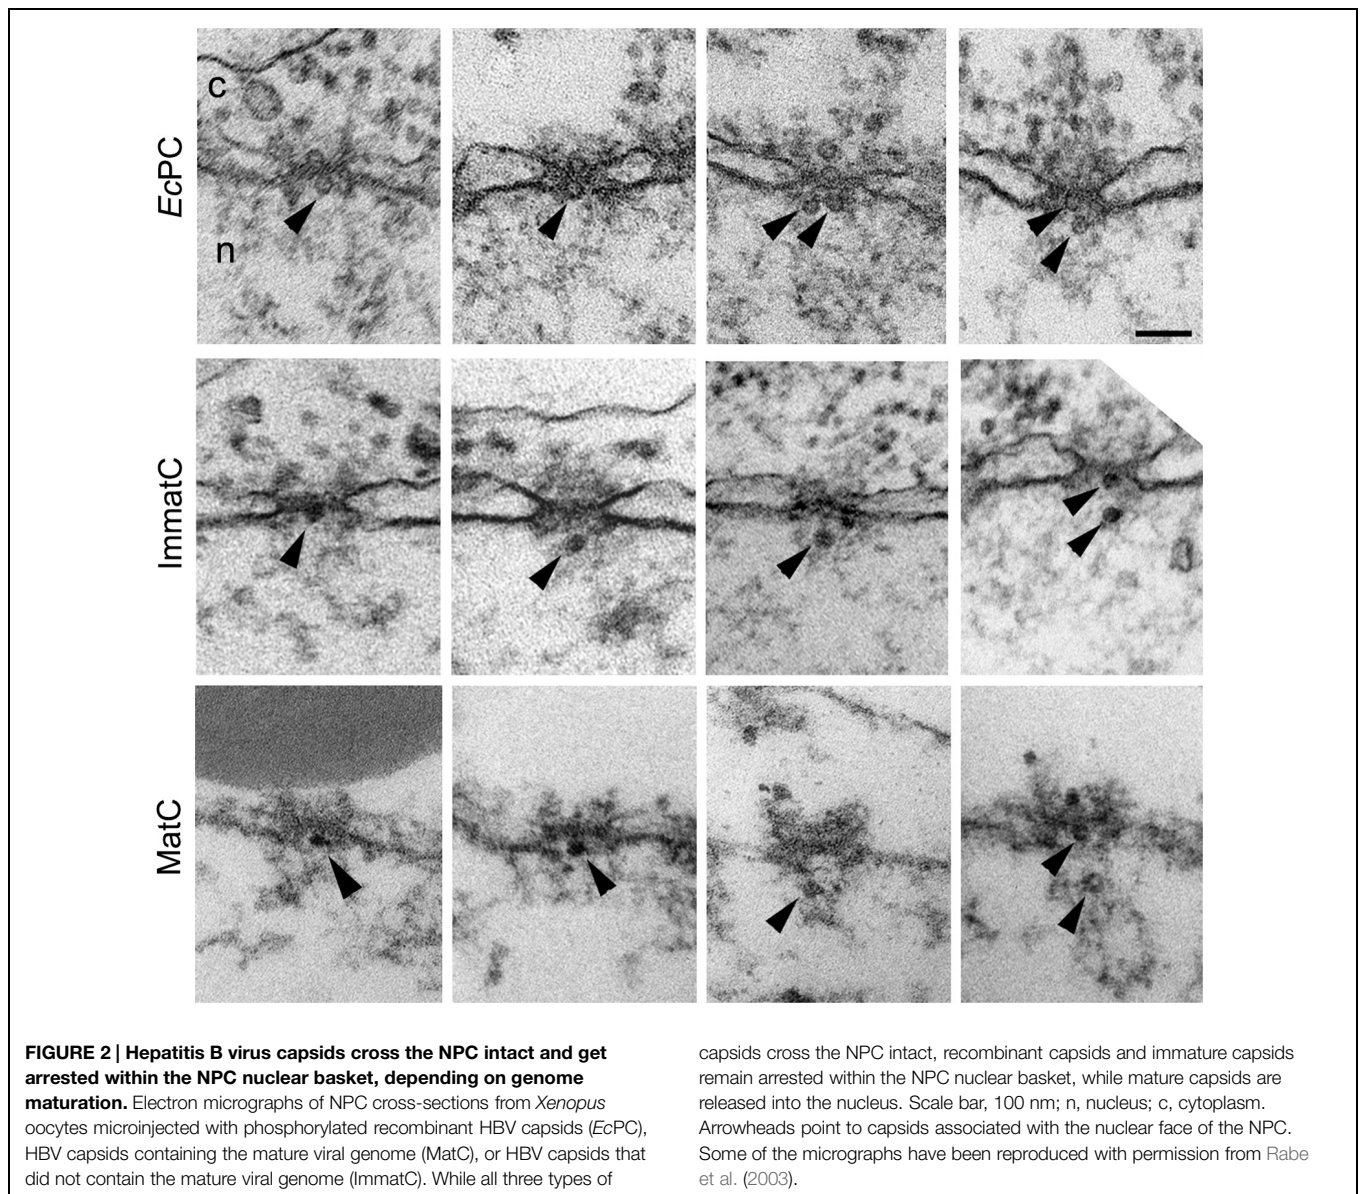 c
EcPC
n
ImmatC
MatC
FIGURE 2 | Hepatitis B virus capsids cross the NPC intact and get
arrested within the NPC nuclear basket, depending on genome
maturation. Electron micrographs of NPC cross-sections from Xenopus
oocytes microinjected with phosphorylated recombinant HBV capsids (EcPC),
HBV capsids containing the mature viral genome (MatC), or HBV capsids that
did not contain the mature viral genome (ImmatC). While all three types of
capsids cross the NPC intact, recombinant capsids and immature capsids
remain arrested within the NPC nuclear basket, while mature capsids are
released into the nucleus. Scale bar, 100 nm; n, nucleus; c, cytoplasm.
Arrowheads point to capsids associated with the nuclear face of the NPC.
Some of the micrographs have been reproduced with permission from Rabe
et al. (2003).